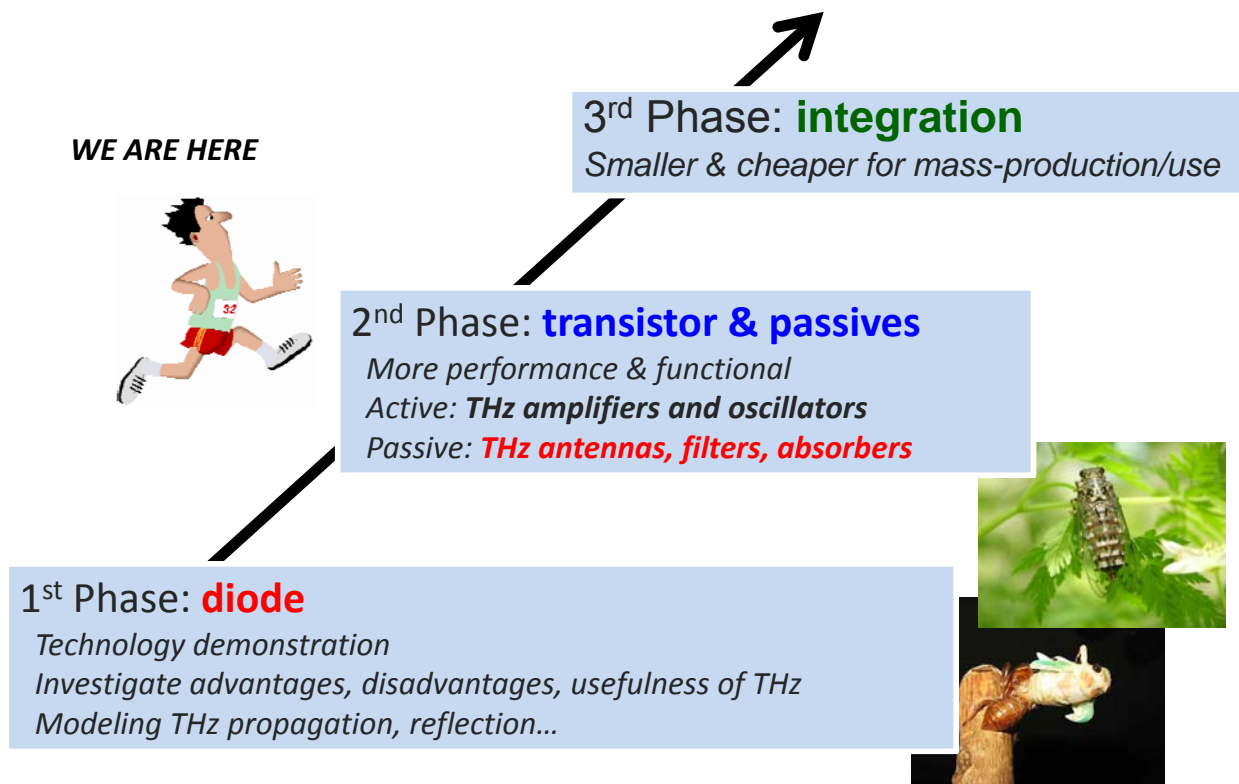 3rd Phase: integration
Smaller & cheaper for mass-production/use
WE ARE HERE
32
2nd Phase: transistor & passives
More performance & functional
Active: THz amplifiers and oscillators
Passive: THz antennas, filters, absorbers
1st Phase: diode
Technology demonstration
Investigate advantages, disadvantages, usefulness of THz
Modeling THz propagation, reflection…